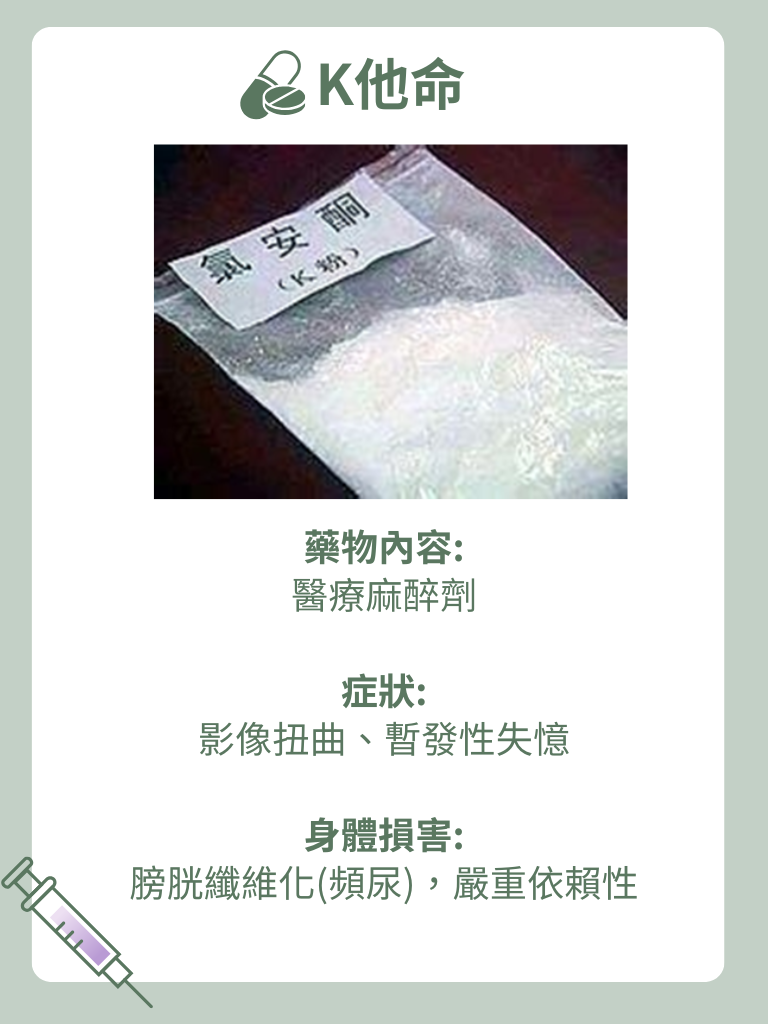 K他命
氯安酮
(K粉)
藥物內容:
醫療麻醉劑
症狀:
影像扭曲、暫發性失憶
身體損害:
膀胱纖維化(頻尿)，嚴重依賴性